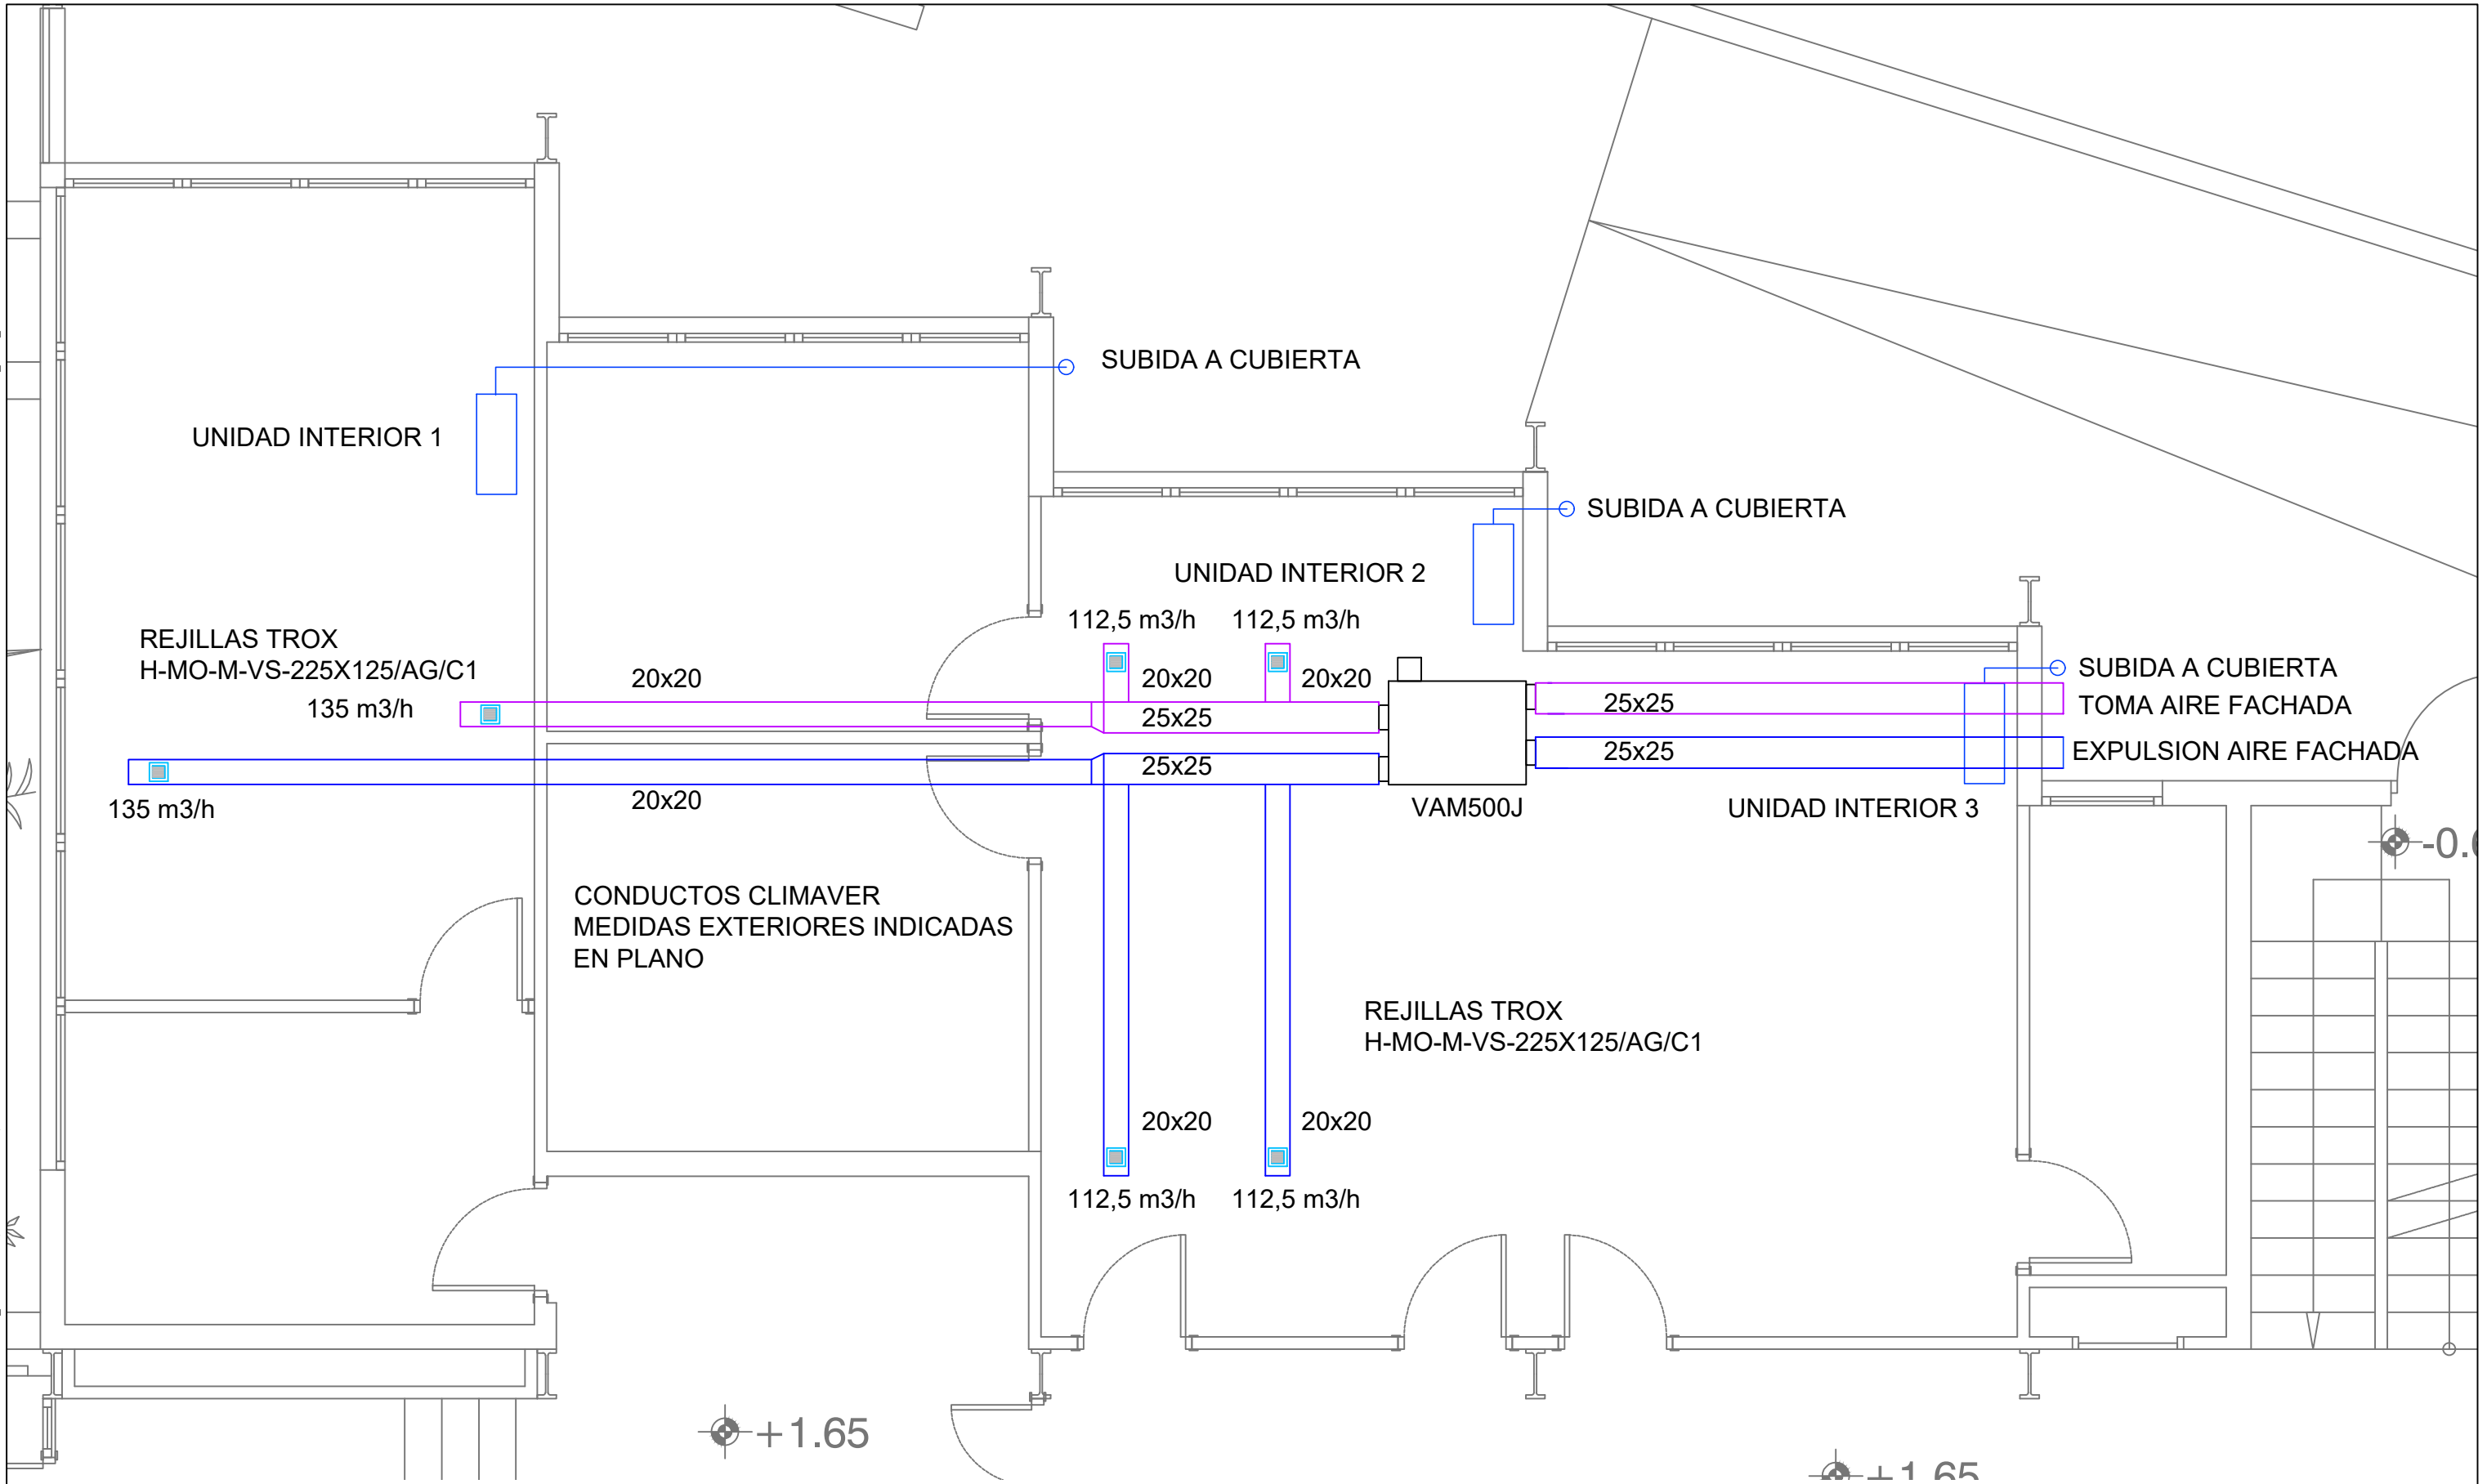 SUBIDA A CUBIERTA
UNIDAD INTERIOR 1
SUBIDA A CUBIERTA
UNIDAD INTERIOR 2
112,5 m3/h
112,5 m3/h
REJILLAS TROX
H-MO-M-VS-225X125/AG/C1
135 m3/h
20x20
20x20
20x20
25x25
25x25
SUBIDA A CUBIERTA
TOMA AIRE FACHADA
25x25
25x25
EXPULSION AIRE FACHADA
135 m3/h
20x20
VAM500J
UNIDAD INTERIOR 3
CONDUCTOS CLIMAVER
MEDIDAS EXTERIORES INDICADAS
EN PLANO
REJILLAS TROX
H-MO-M-VS-225X125/AG/C1
20x20
20x20
112,5 m3/h
112,5 m3/h
+1.65
+1.65